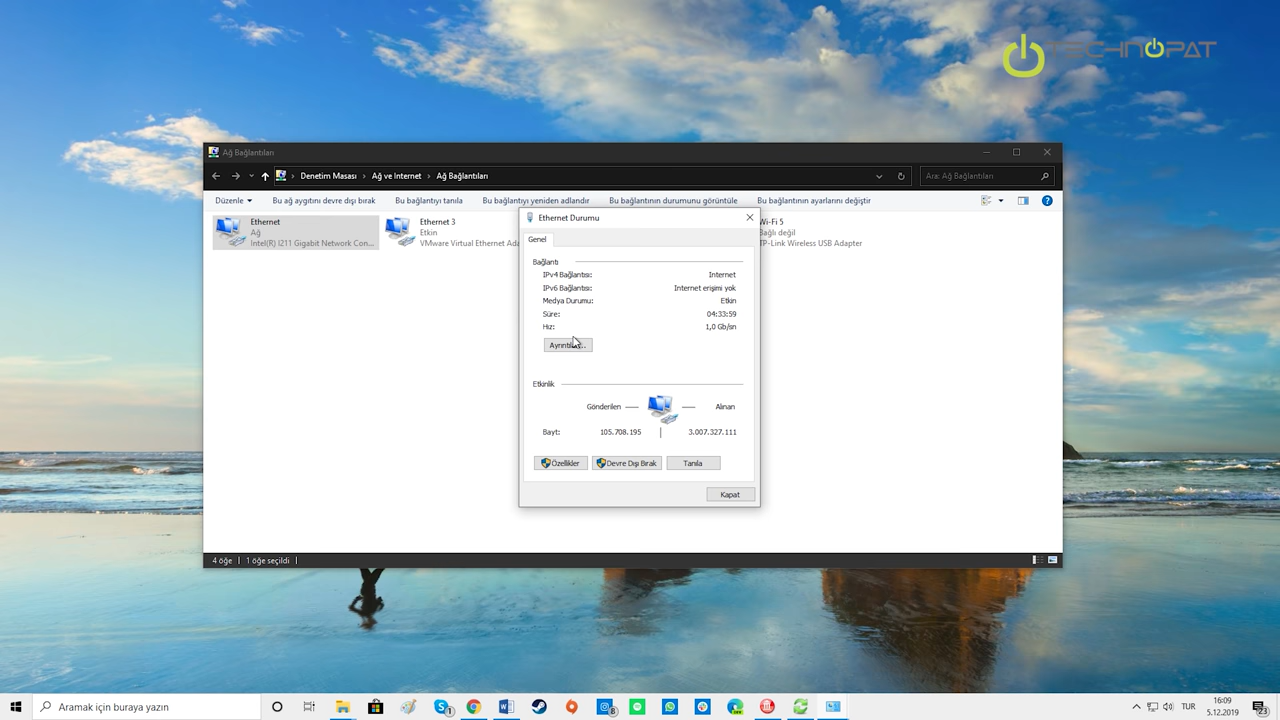 TECHNOPAT
Ağ Bağlantıları
Denetim Masası > Ağ ve Internet > Ağ Bağlantıları
Ara: Ağ Bağlantıları
Düzenle
Bu ağ aygıtını devre dışı bırak
Bu bağlantıyı tanıla
Bu bağlantıyı yeniden adlandır
Bu bağlantının durumunu görüntüle
Bu bağlantının ayarlarını değiştir
Ethernet
Ağ
Intel(R) I211 Gigabit Network Con...
Ethernet 3
Etkin
VMware Virtual Ethernet Ada
Wi-Fi 5
Bağlı değil
TP-Link Wireless USB Adapter
Ethernet Durumu
Genel
Bağlantı
IPv4 Bağlantısı: Internet
IPv6 Bağlantısı: Internet erişimi yok
Medya Durumu: Etkin
Süre: 04:33:59
Hız: 1,0 Gb/sn
Etkinlik
Gönderilen — — Alınan
Bayt: 105.708.195 | 3.007.327.111
Özellikler
Devre Dışı Bırak
Tanıla
Kapat
4 öğe | 1 öğe seçildi |
Aramak için buraya yazın
TUR
16:09
5.12.2019
23